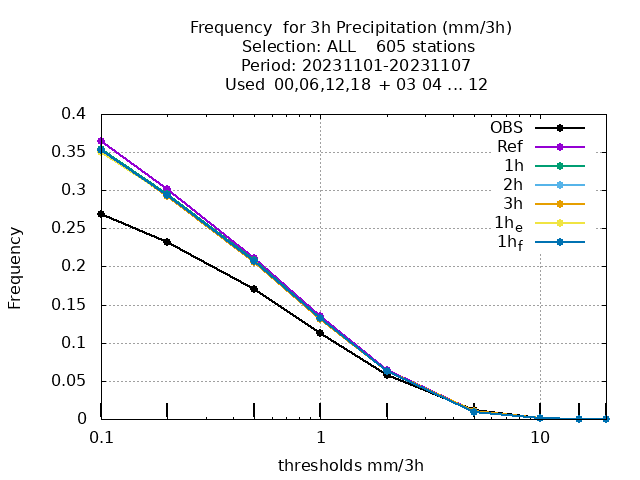 Frequency  for 3h Precipitation (mm/3h)
Selection: ALL    605 stations
Period: 20231101-20231107
Used  00,06,12,18  + 03 04 ... 12
0.4
0.35
0.3
0.25
0.2
0.15
0.1
0.05
0
Frequency
OBS
Ref
1h
2h
3h
1he
1hf
0.1
1
10
thresholds mm/3h